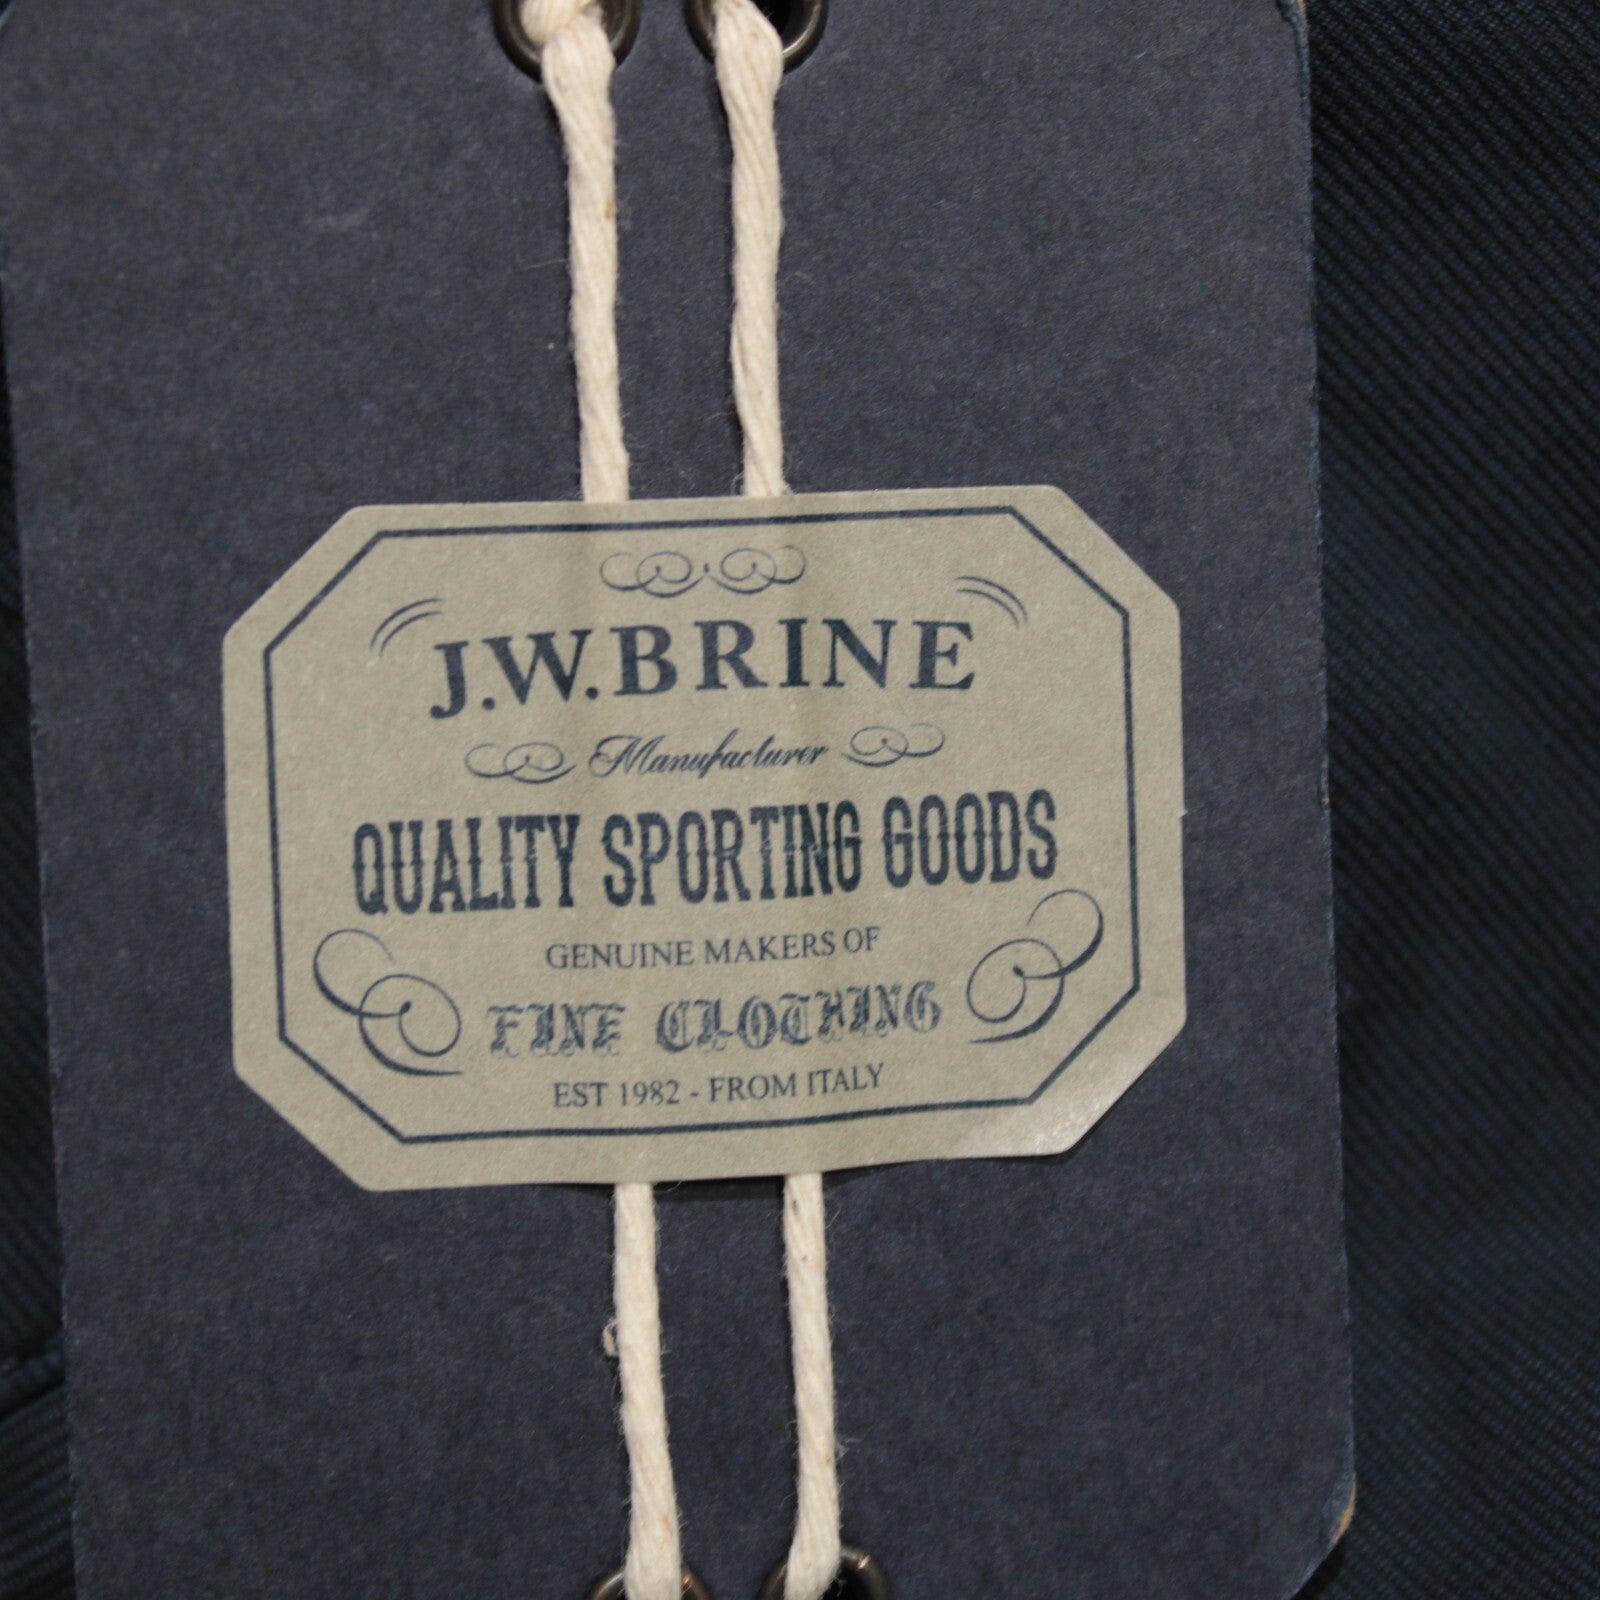 J.W.BRINE
Manufacturer
QUALITY SPORTING GOODS
GENUINE MAKERS OF
FINE CLOTHING
EST 1982 - FROM ITALY